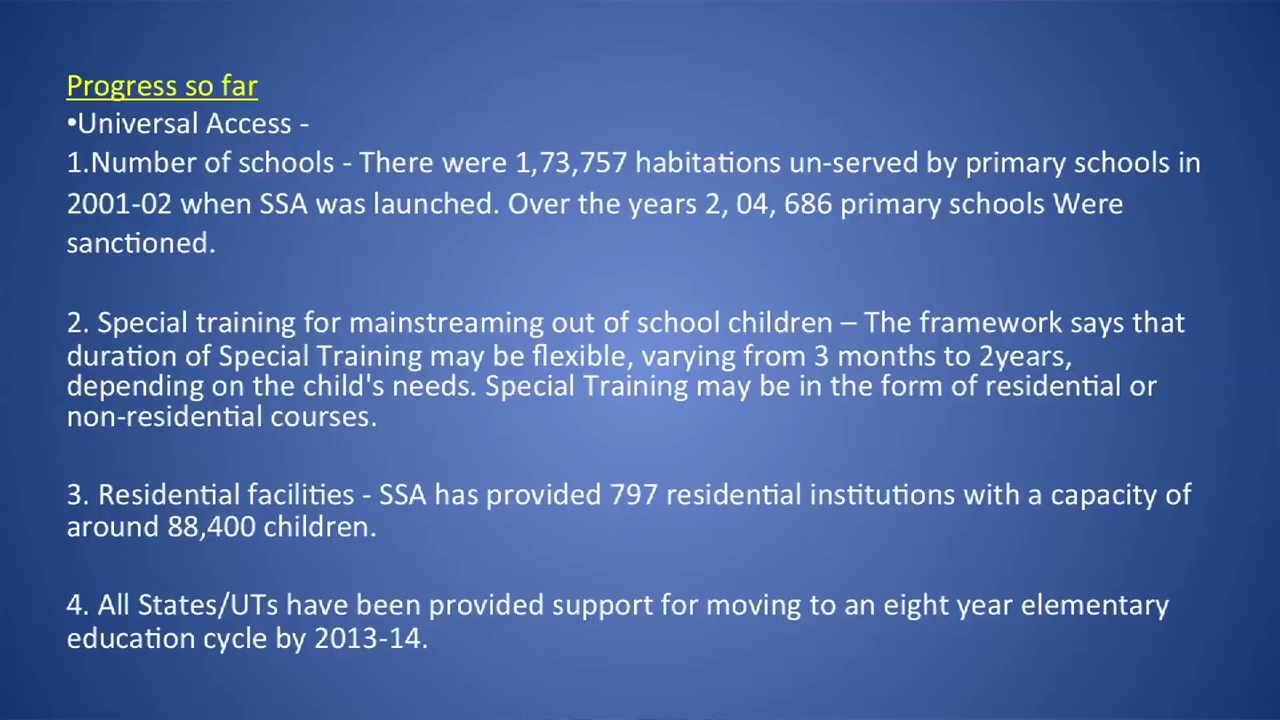 Progress so far
•Universal Access -
1.Number of schools - There were 1,73,757 habitations un-served by primary schools in
2001-02 when SSA was launched. Over the years 2, 04, 686 primary schools Were
sanctioned.
2. Special training for mainstreaming out of school children – The framework says that
duration of Special Training may be flexible, varying from 3 months to 2years,
depending on the child's needs. Special Training may be in the form of residential or
non-residential courses.
3. Residential facilities - SSA has provided 797 residential institutions with a capacity of
around 88,400 children.
4. All States/UTs have been provided support for moving to an eight year elementary
education cycle by 2013-14.